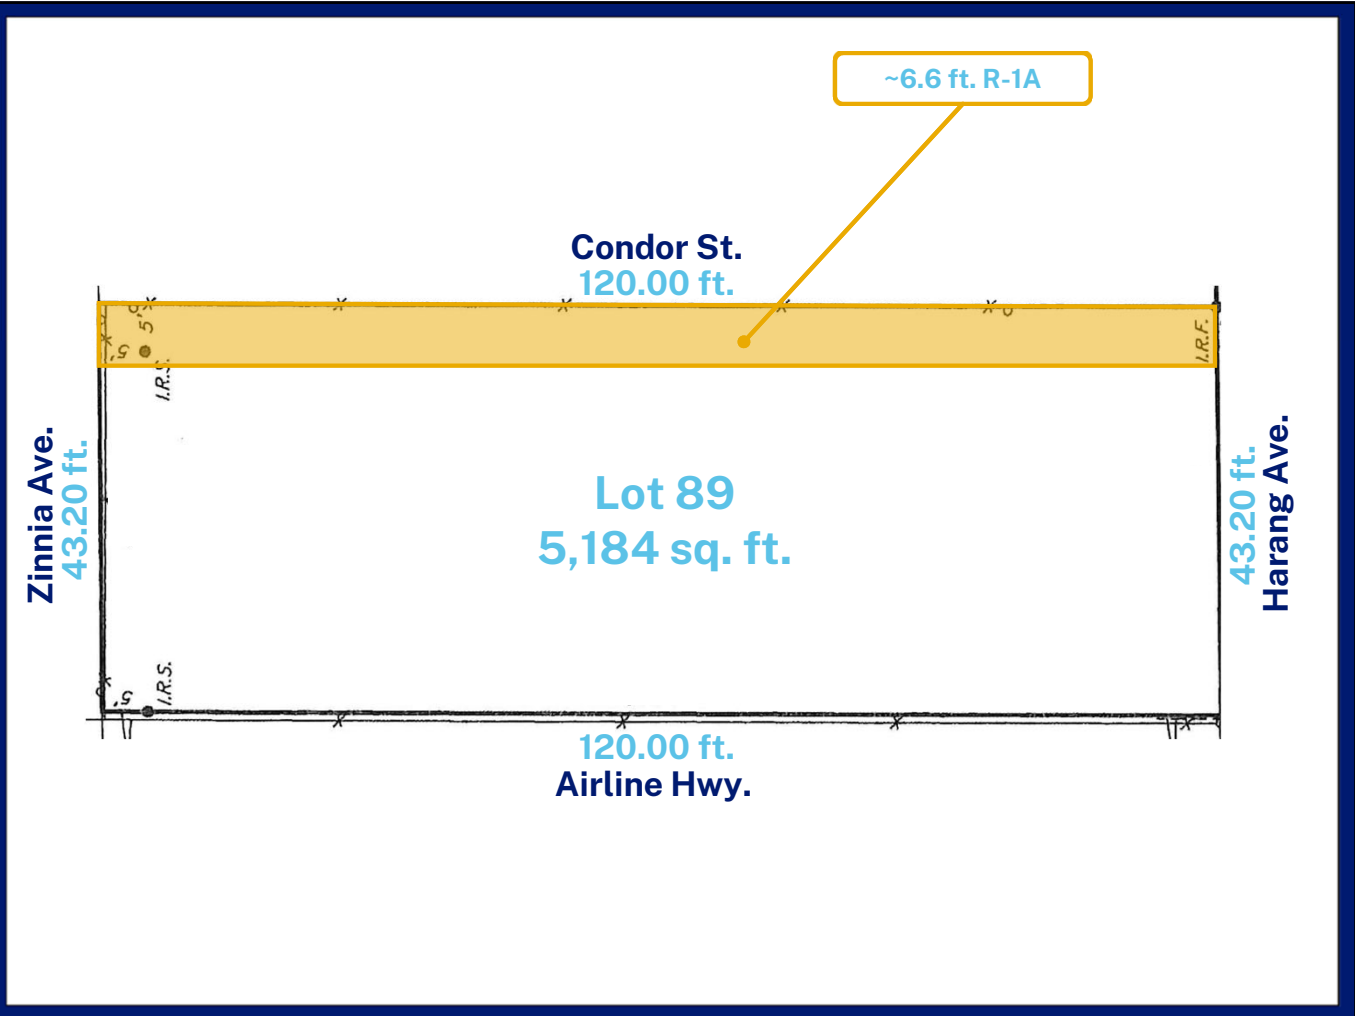 ~6.6 ft. R-1A
Condor St.
120.00 ft.
5'
5'
I.R.S.
I.R.F.
Zinnia Ave.
43.20 ft.
Lot 89
5,184 sq. ft.
43.20 ft.
Harang Ave.
5'
I.R.S.
120.00 ft.
Airline Hwy.